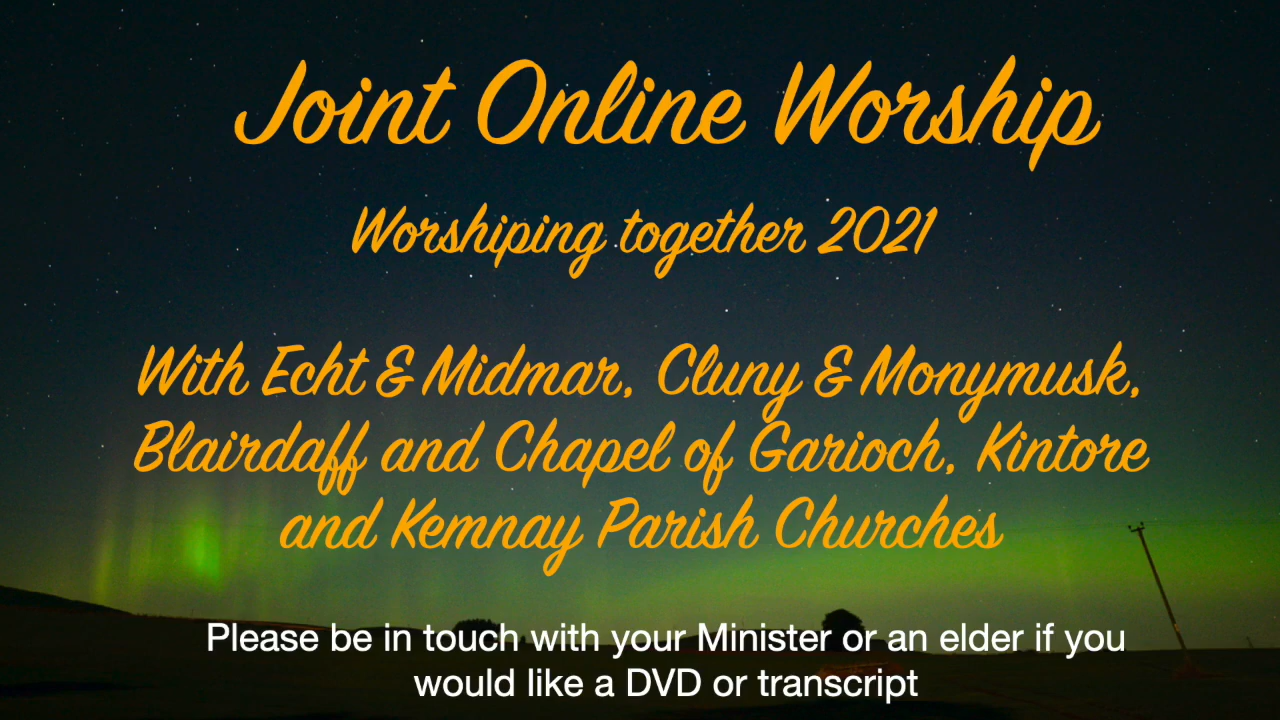 Joint Online Worship
Worshiping together 2021
With Echt & Midmar, Cluny & Monymusk,
Blairdaff and Chapel of Garioch, Kintore
and Kemnay Parish Churches
Please be in touch with your Minister or an elder if you
would like a DVD or transcript